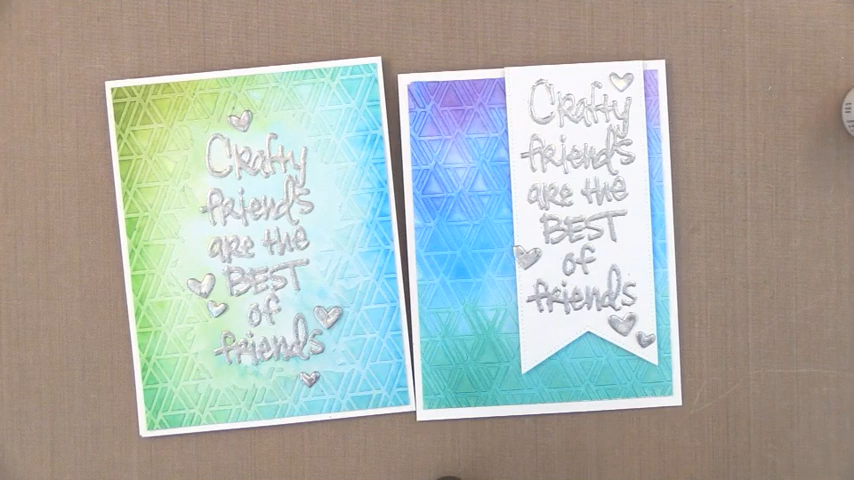 Crafty
friends
are the
BEST
of
friends
Crafty
friends
are the
BEST
of
friends